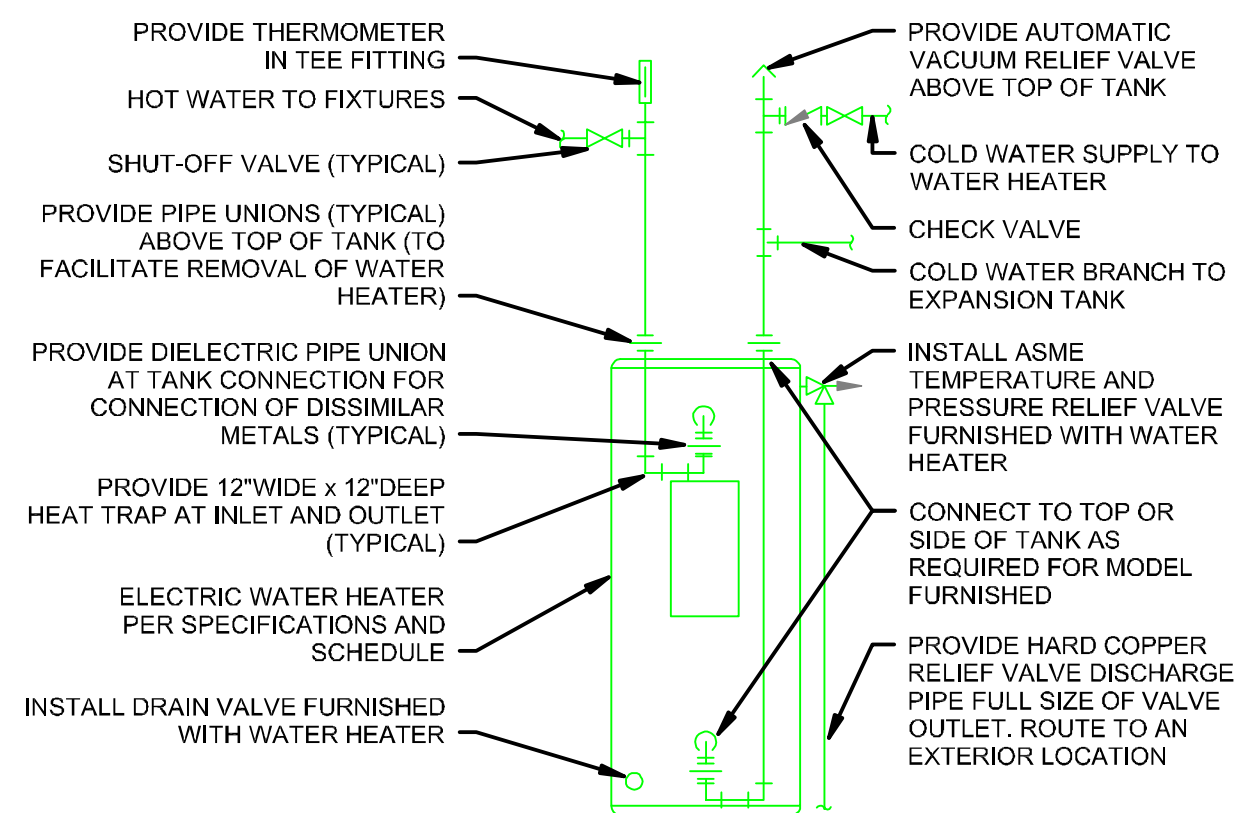 PROVIDE THERMOMETER
IN TEE FITTING
HOT WATER TO FIXTURES
SHUT-OFF VALVE (TYPICAL)
PROVIDE PIPE UNIONS (TYPICAL)
ABOVE TOP OF TANK (TO
FACILITATE REMOVAL OF WATER
HEATER)
PROVIDE DIELECTRIC PIPE UNION
AT TANK CONNECTION FOR
CONNECTION OF DISSIMILAR
METALS (TYPICAL)
PROVIDE 12"WIDE x 12"DEEP
HEAT TRAP AT INLET AND OUTLET
(TYPICAL)
ELECTRIC WATER HEATER
PER SPECIFICATIONS AND
SCHEDULE
INSTALL DRAIN VALVE FURNISHED
WITH WATER HEATER
PROVIDE AUTOMATIC
VACUUM RELIEF VALVE
ABOVE TOP OF TANK
COLD WATER SUPPLY TO
WATER HEATER
CHECK VALVE
COLD WATER BRANCH TO
EXPANSION TANK
INSTALL ASME
TEMPERATURE AND
PRESSURE RELIEF VALVE
FURNISHED WITH WATER
HEATER
CONNECT TO TOP OR
SIDE OF TANK AS
REQUIRED FOR MODEL
FURNISHED
PROVIDE HARD COPPER
RELIEF VALVE DISCHARGE
PIPE FULL SIZE OF VALVE
OUTLET. ROUTE TO AN
EXTERIOR LOCATION